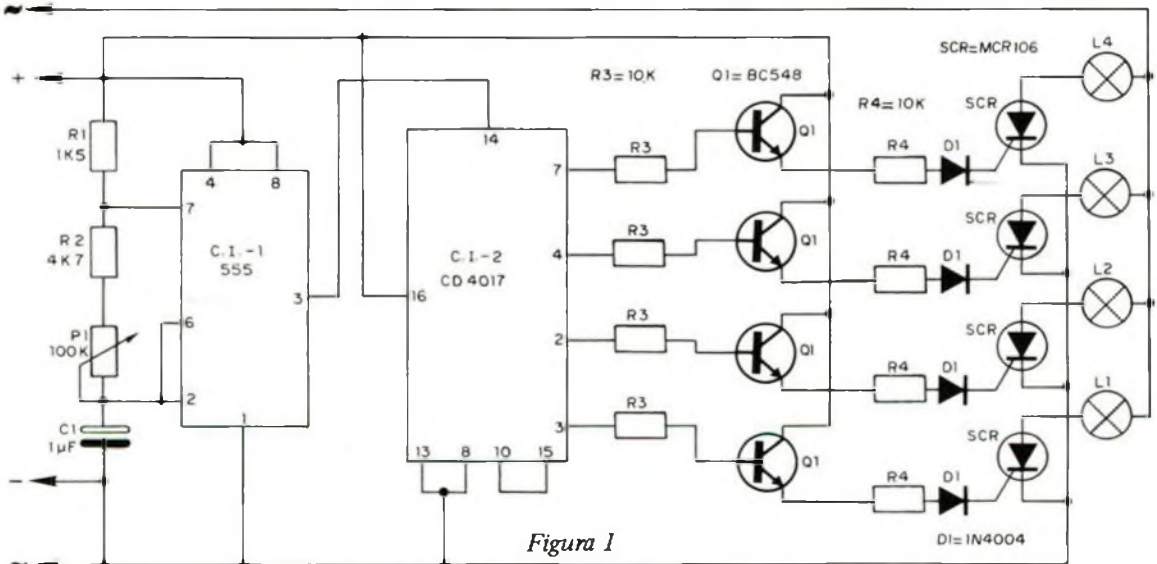 ≈
+
R1
1K5
R2
4K7
P1
100K
C1
1µF
−
≈
4
8
7
C.I.-1
555
3
6
2
1
14
7
C.I.-2
CD4017
4
16
2
3
13
8
10
15
R3=10K
Q1=BC548
R4=10K
SCR=MCR106
R3
Q1
R4
D1
SCR
L4
R3
Q1
R4
D1
SCR
L3
R3
Q1
R4
D1
SCR
L2
R3
Q1
R4
D1
SCR
L1
D1=1N4004
Figura 1